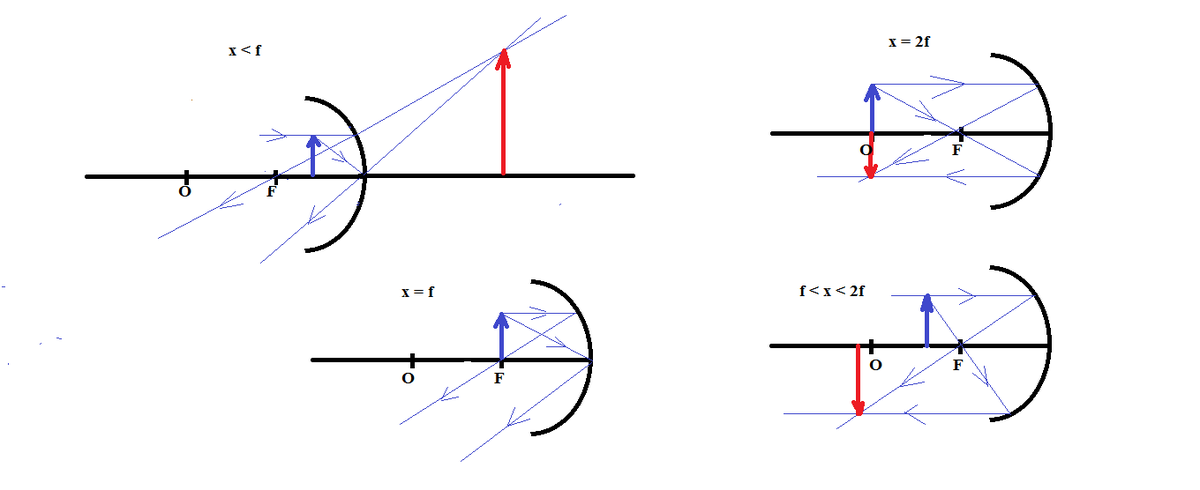 x < f
O F
x = 2f
O F
x = f
O F
f < x < 2f
O F